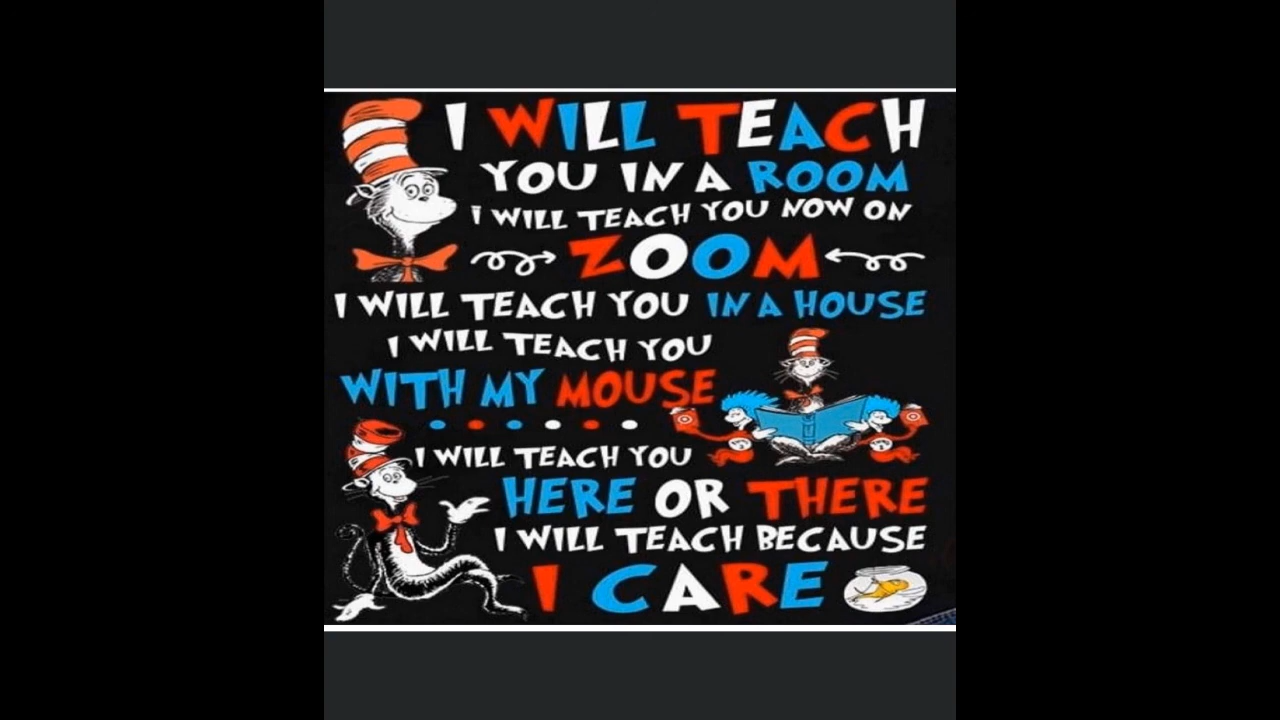 I WILL TEACH
YOU IN A ROOM
I WILL TEACH YOU NOW ON
ZOOM
I WILL TEACH YOU IN A HOUSE
I WILL TEACH YOU
WITH MY MOUSE
I WILL TEACH YOU
HERE OR THERE
I WILL TEACH BECAUSE
I CARE